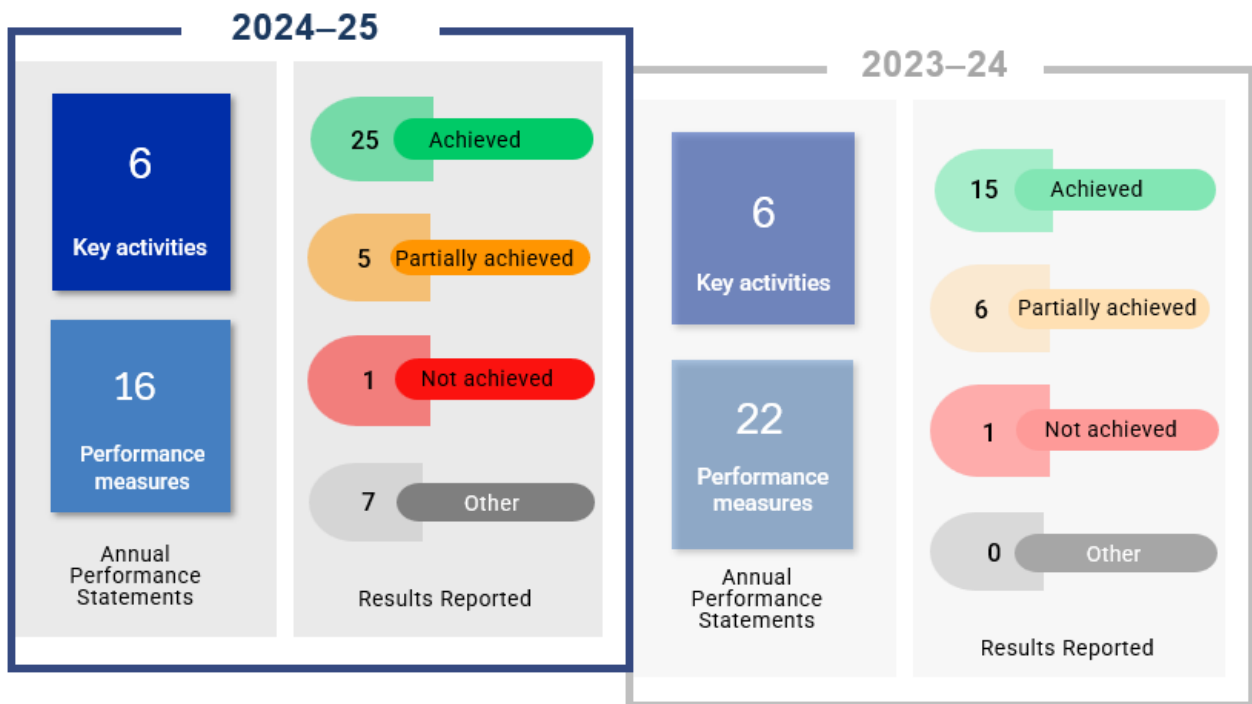 2024–25
6
Key activities
16
Performance
measures
Annual
Performance
Statements
25 Achieved
5 Partially achieved
1 Not achieved
7 Other
Results Reported
2023–24
6
Key activities
22
Performance
measures
Annual
Performance
Statements
15 Achieved
6 Partially achieved
1 Not achieved
0 Other
Results Reported